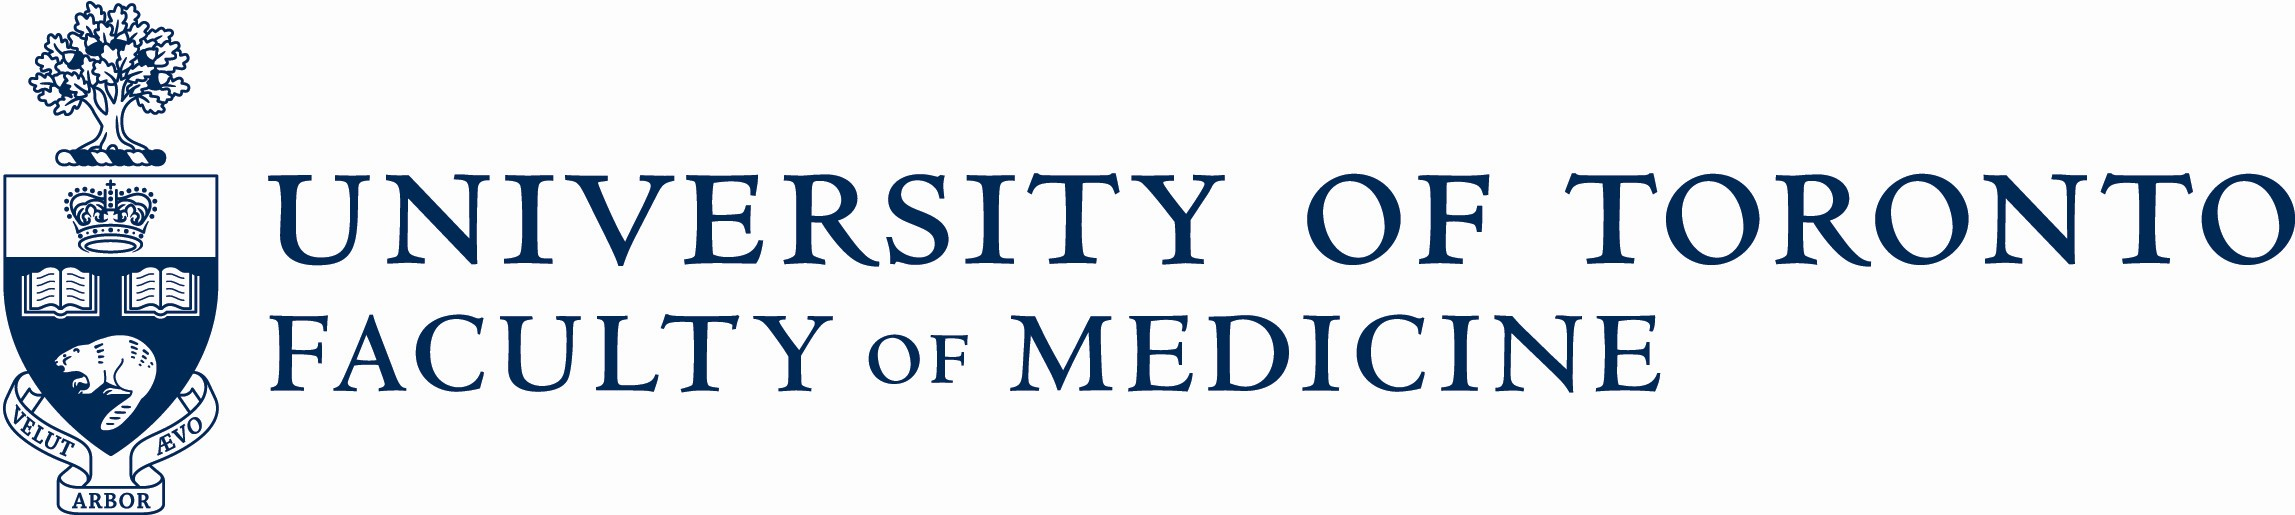 UNIVERSITY OF TORONTO
FACULTY OF MEDICINE
VELUT
ARBOR
ÆVO